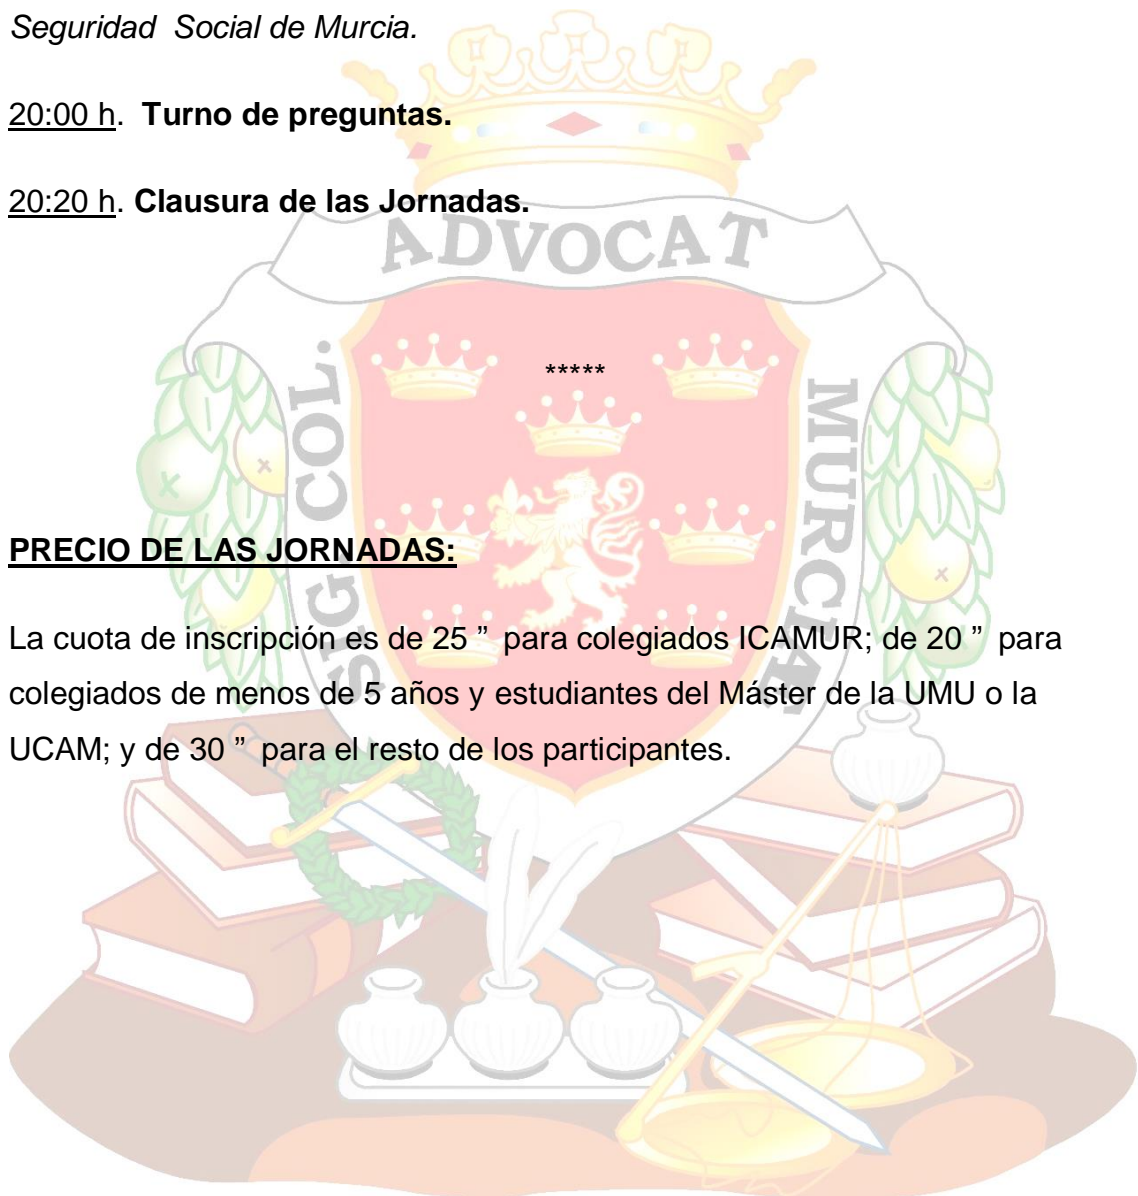 Seguridad Social de Murcia.
20:00 h. Turno de preguntas.
20:20 h. Clausura de las Jornadas.
ADVOCAT
SIG. COL.
MURCIÆ
*****
PRECIO DE LAS JORNADAS:
La cuota de inscripción es de 25 ” para colegiados ICAMUR; de 20 ” para
colegiados de menos de 5 años y estudiantes del Máster de la UMU o la
UCAM; y de 30 ” para el resto de los participantes.